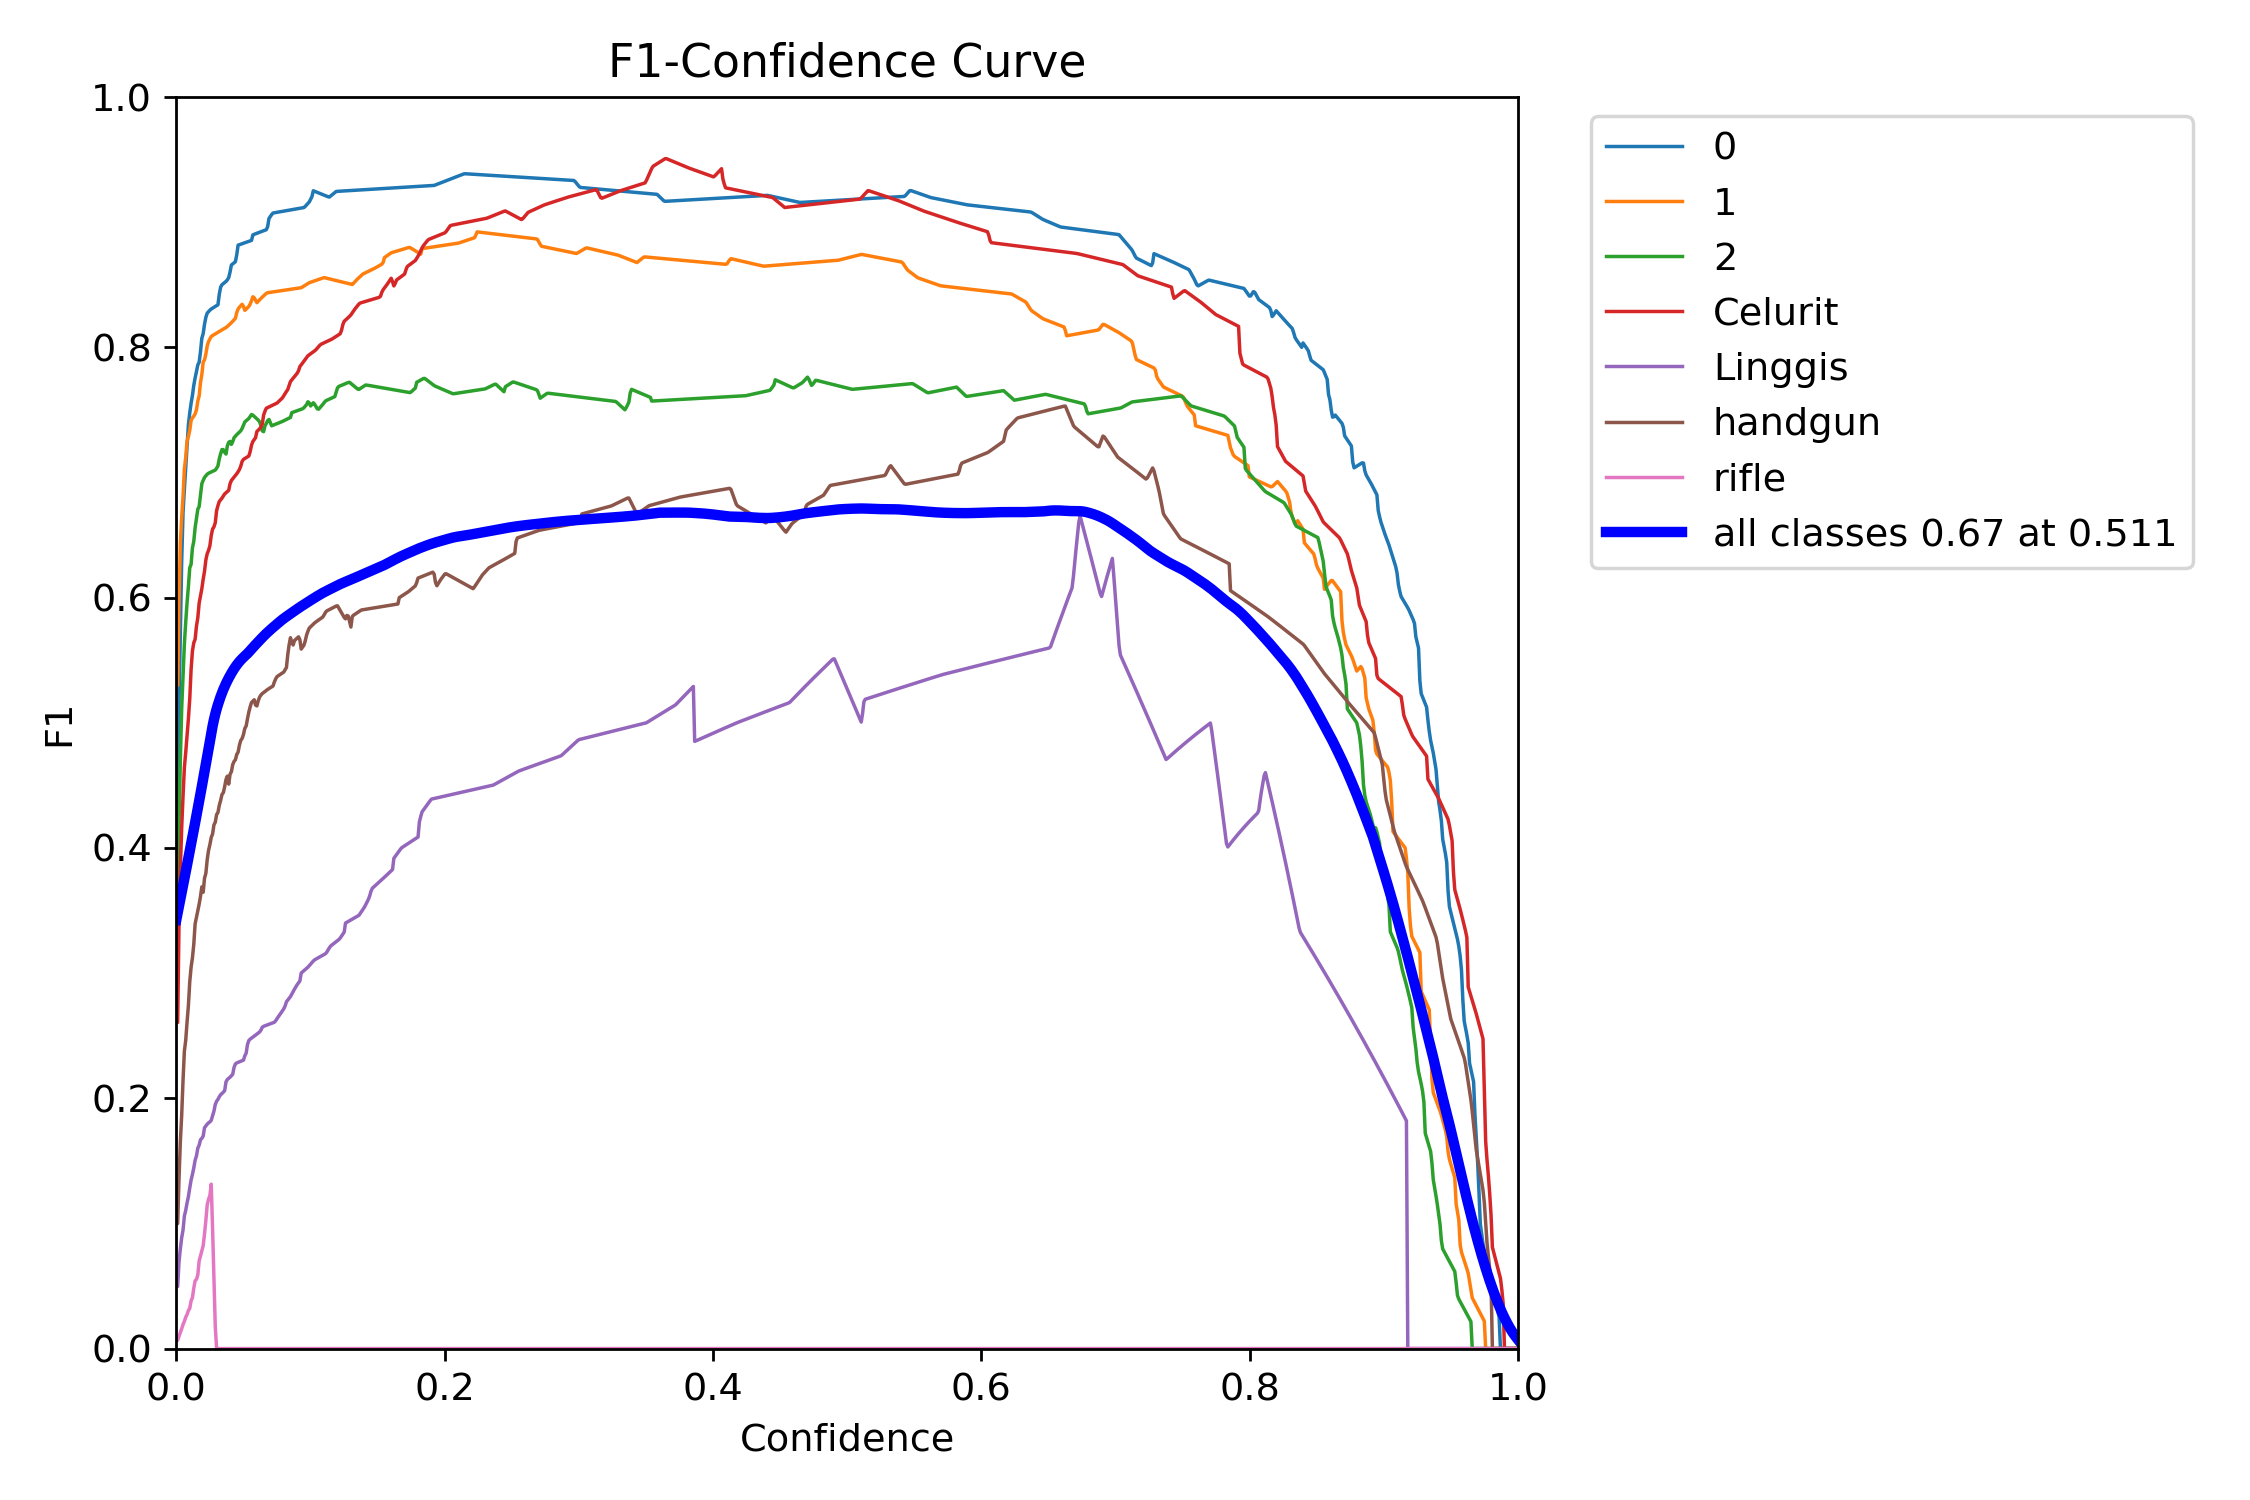 F1-Confidence Curve
1.0
0.8
0.6
0.4
0.2
0.0
F1
0.0 0.2 0.4 0.6 0.8 1.0
Confidence
0
1
2
Celurit
Linggis
handgun
rifle
all classes 0.67 at 0.511